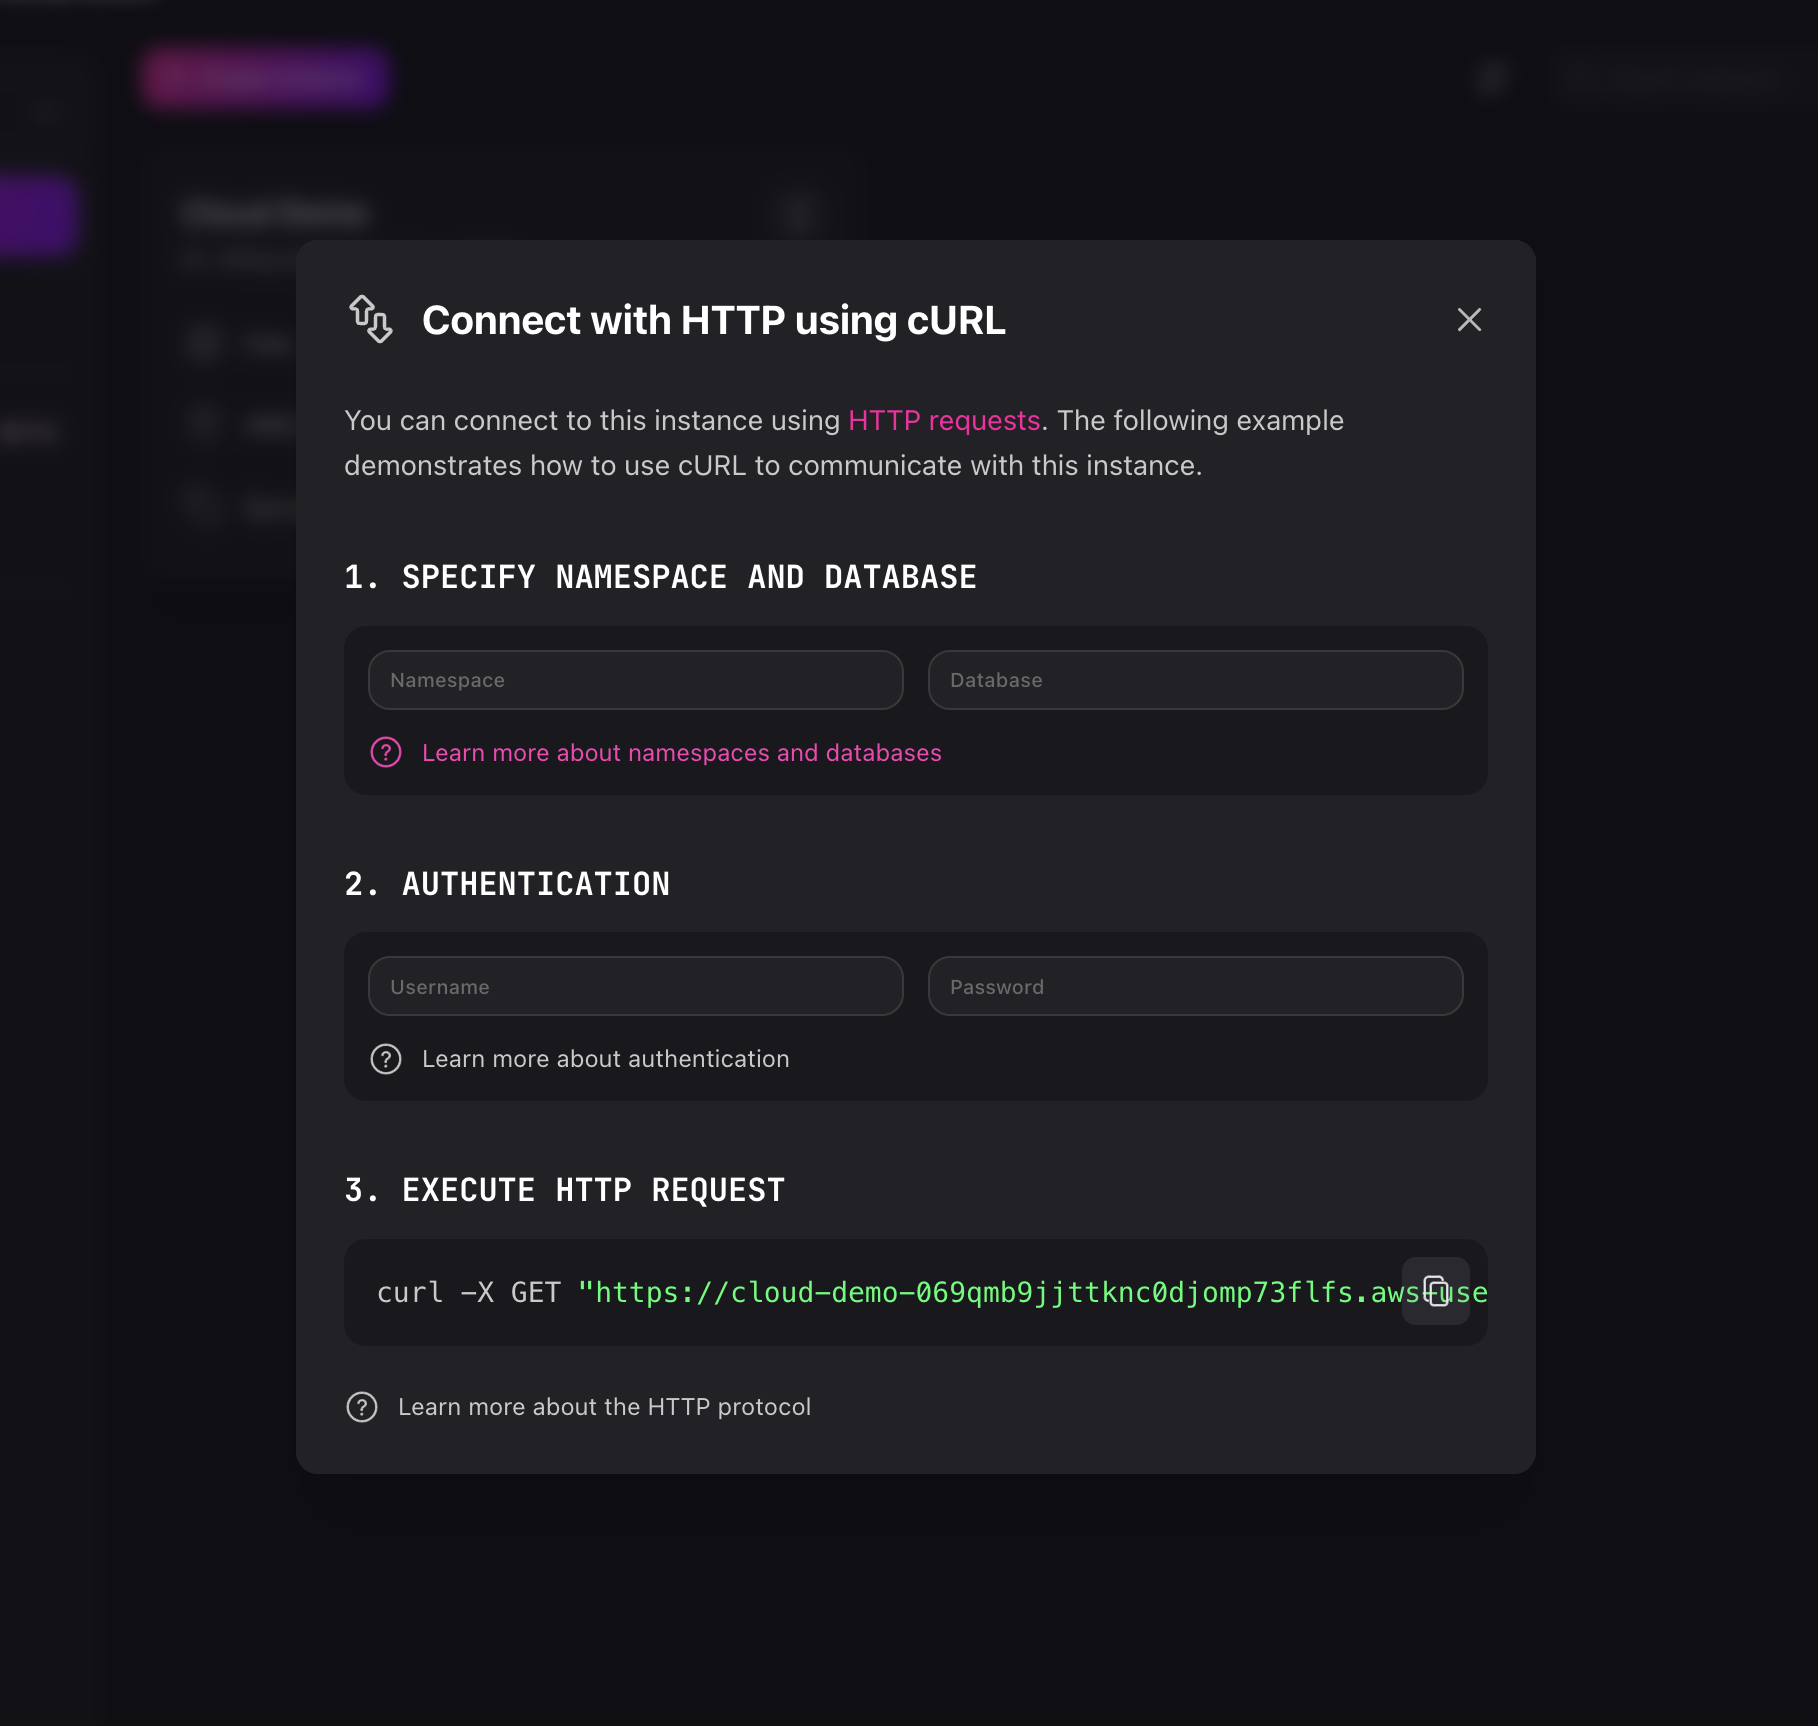 Connect with HTTP using cURL
You can connect to this instance using HTTP requests. The following example
demonstrates how to use cURL to communicate with this instance.
1. SPECIFY NAMESPACE AND DATABASE
Namespace
Database
Learn more about namespaces and databases
2. AUTHENTICATION
Username
Password
Learn more about authentication
3. EXECUTE HTTP REQUEST
curl -X GET "https://cloud-demo-069qmb9jjttknc0djomp73flfs.aws-use
Learn more about the HTTP protocol